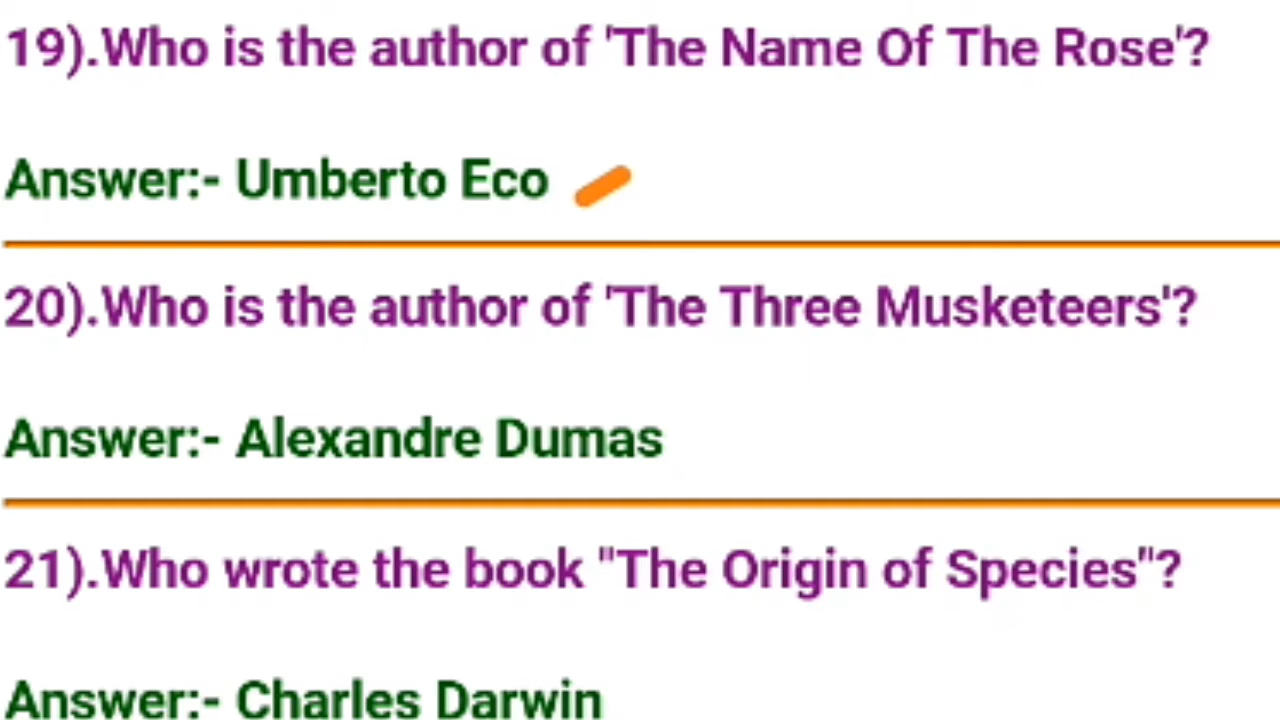 19).Who is the author of 'The Name Of The Rose'?
Answer:- Umberto Eco
20).Who is the author of 'The Three Musketeers'?
Answer:- Alexandre Dumas
21).Who wrote the book "The Origin of Species"?
Answer:- Charles Darwin